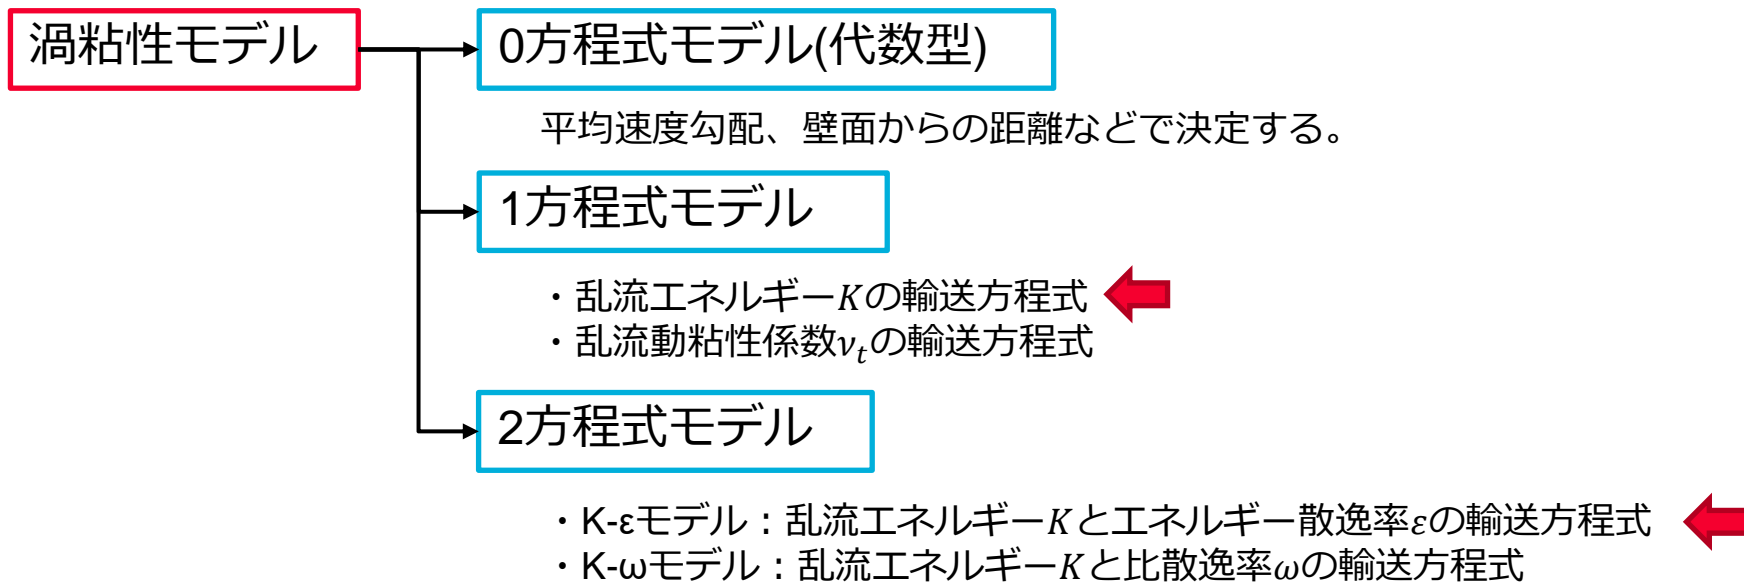 渦粘性モデル
0方程式モデル(代数型)
平均速度勾配、壁面からの距離などで決定する。
1方程式モデル
・乱流エネルギーKの輸送方程式
・乱流動粘性係数νtの輸送方程式
2方程式モデル
・K-εモデル：乱流エネルギーKとエネルギー散逸率εの輸送方程式
・K-ωモデル：乱流エネルギーKと比散逸率ωの輸送方程式